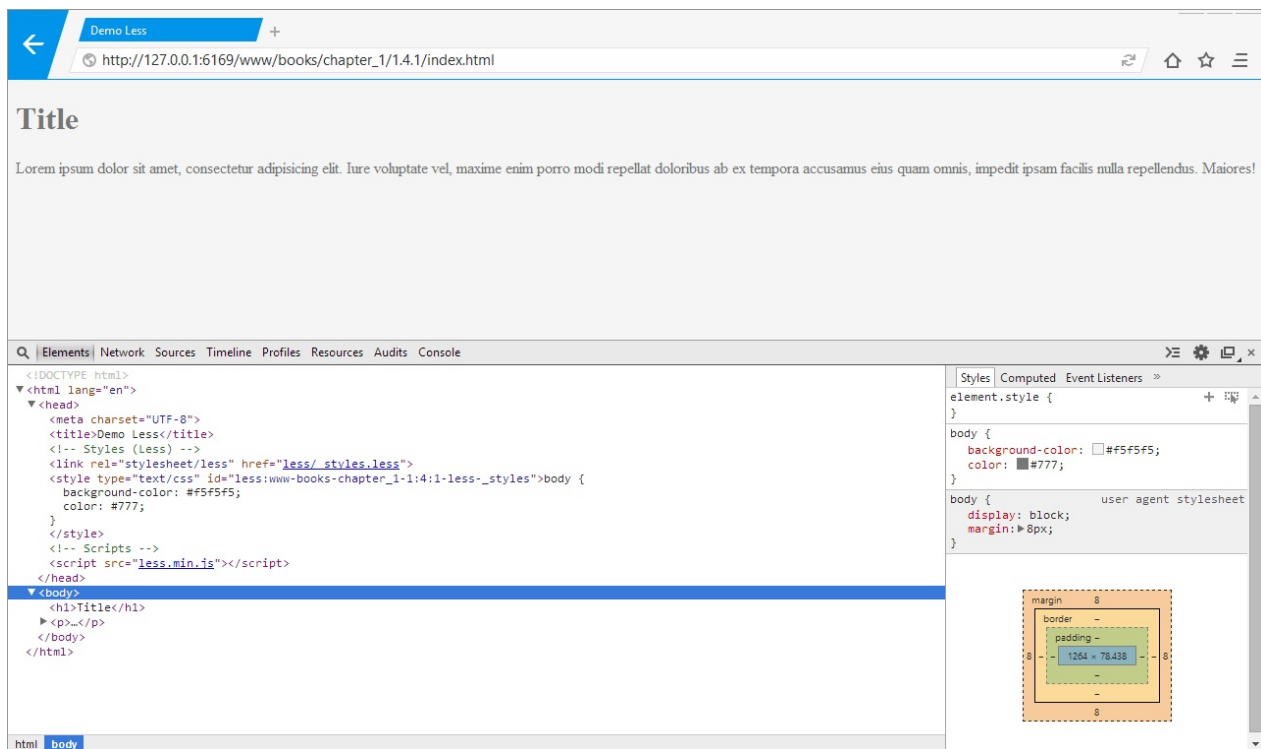 Demo Less
http://127.0.0.1:6169/www/books/chapter_1/1.4.1/index.html
Title
Lorem ipsum dolor sit amet, consectetur adipisicing elit. Iure voluptate vel, maxime enim porro modi repellat doloribus ab ex tempora accusamus eius quam omnis, impedit ipsam facilis nulla repellendus. Maiores!
Elements Network Sources Timeline Profiles Resources Audits Console
<!DOCTYPE html>
<html lang="en">
<head>
<meta charset="UTF-8">
<title>Demo Less</title>
<!-- Styles (Less) -->
<link rel="stylesheet/less" href="less/_styles.less">
<style type="text/css" id="less:www-books-chapter_1-1:4:1-less-_styles">body {
background-color: #f5f5f5;
color: #777;
}
</style>
<!-- Scripts -->
<script src="less.min.js"></script>
</head>
<body>
<h1>Title</h1>
<p>…</p>
</body>
</html>
html body
Styles Computed Event Listeners »
element.style {
}
body {
background-color: #f5f5f5;
color: #777;
}
body { user agent stylesheet
display: block;
margin: 8px;
}
margin 8
border –
padding –
8 – – 1264 × 78.438 – – 8
–
–
8